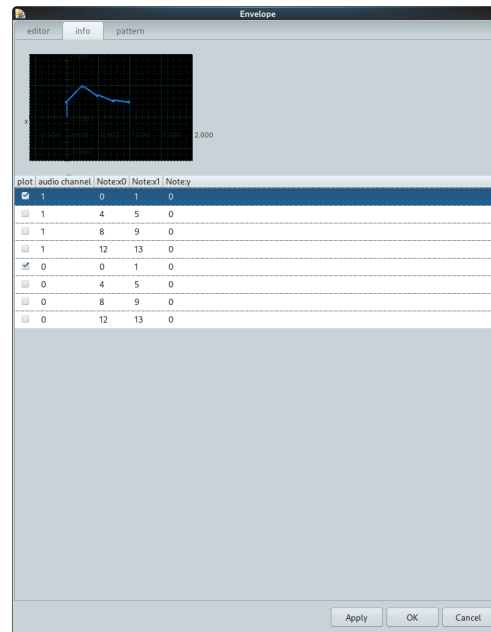 Envelope
editor info pattern
x
2.000
plot audio channel Note:x0 Note:x1 Note:y
1 0 1 0
1 4 5 0
1 8 9 0
1 12 13 0
0 0 1 0
0 4 5 0
0 8 9 0
0 12 13 0
Apply OK Cancel